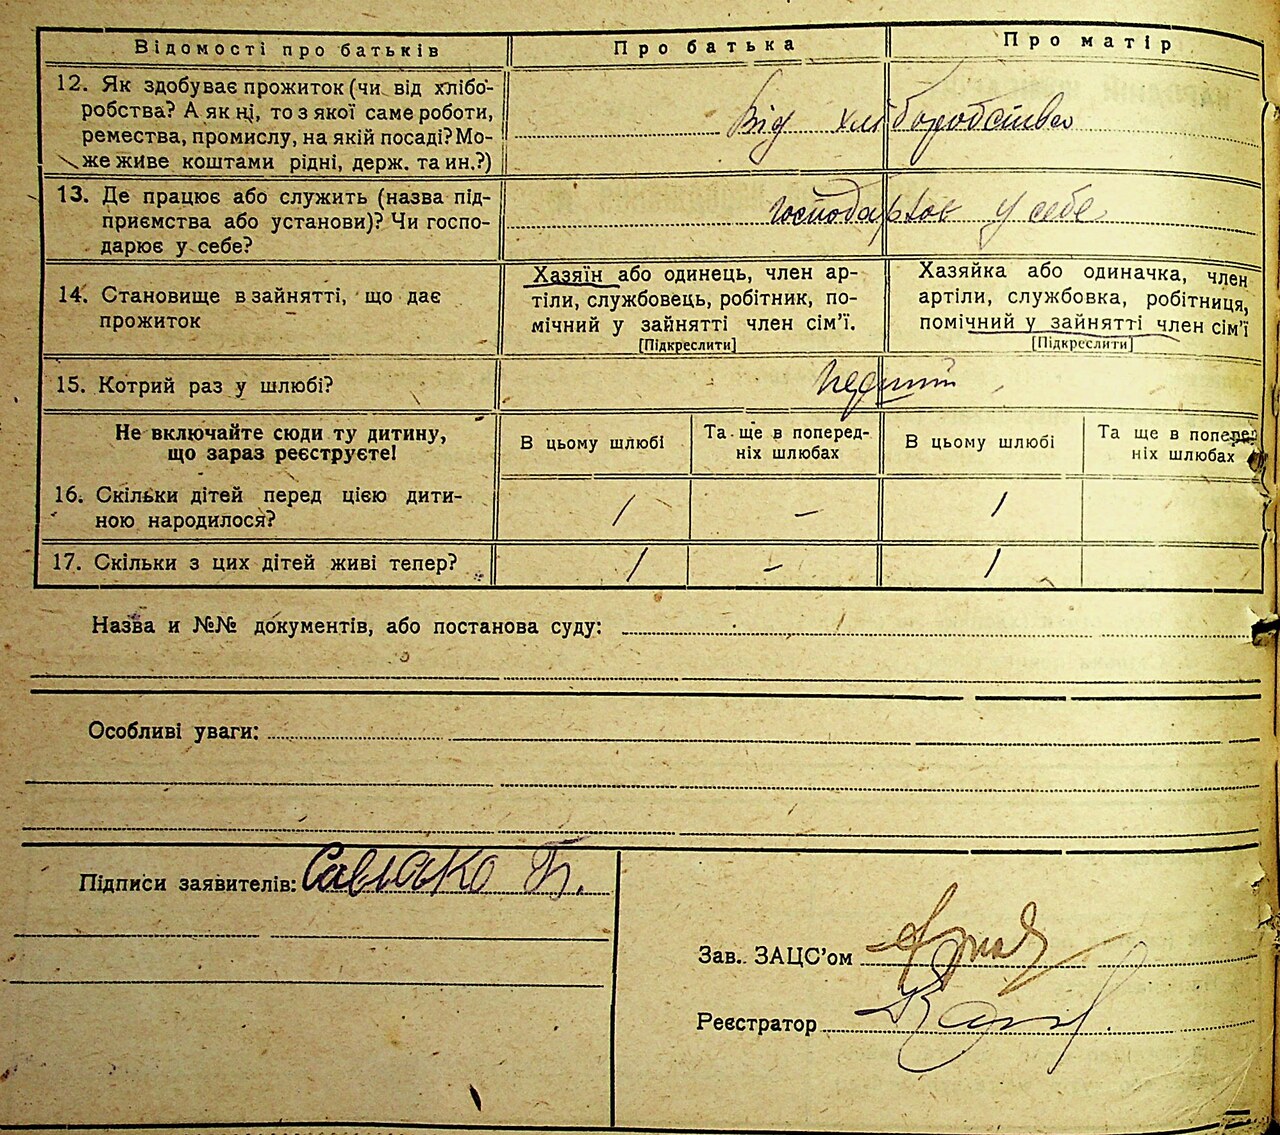 Відомості про батьків Про батька Про матір
12. Як здобуває прожиток (чи від хлібо-
робства? А як ні, то з якої саме роботи,
ремества, промислу, на якій посаді? Мо-
же живе коштами рідні, держ. та ин.?)
Від хліборобства
13. Де працює або служить (назва під-
приємства або установи)? Чи госпо-
дарює у себе?
у себе
14. Становище в зайнятті, що дає
прожиток
Хазяїн або одинець, член ар-
тіли, службовець, робітник, по-
мічний у зайнятті член сім'ї.
[Підкреслити]
Хазяйка або одиначка, член
артіли, службовка, робітниця,
помічний у зайнятті член сім'ї
[Підкреслити]
15. Котрий раз у шлюбі?
Не включайте сюди ту дитину,
що зараз реєструєте!
В цьому шлюбі
Та ще в поперед-
ніх шлюбах
В цьому шлюбі
Та ще в поперед-
ніх шлюбах
16. Скільки дітей перед цією дити-
ною народилося?
1 – 1
17. Скільки з цих дітей живі тепер?
1 – 1
Назва и №№ документів, або постанова суду:
Особливі уваги:
Підписи заявителів:
Зав. ЗАЦС'ом
Реєстратор